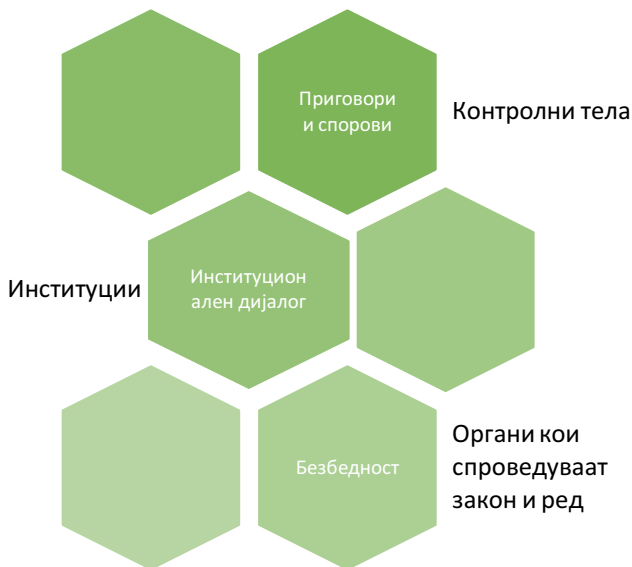 Приговори
и спорови
Контролни тела
Институции
Институцион
ален дијалог
Безбедност
Органи кои
спроведуваат
закон и ред